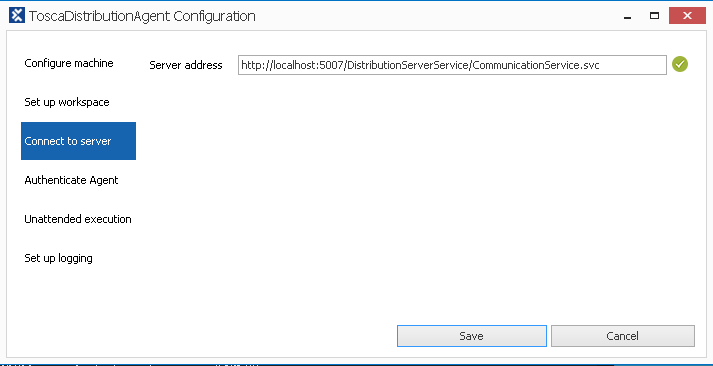 ToscaDistributionAgent Configuration
Configure machine
Server address http://localhost:5007/DistributionServerService/CommunicationService.svc
Set up workspace
Connect to server
Authenticate Agent
Unattended execution
Set up logging
Save Cancel